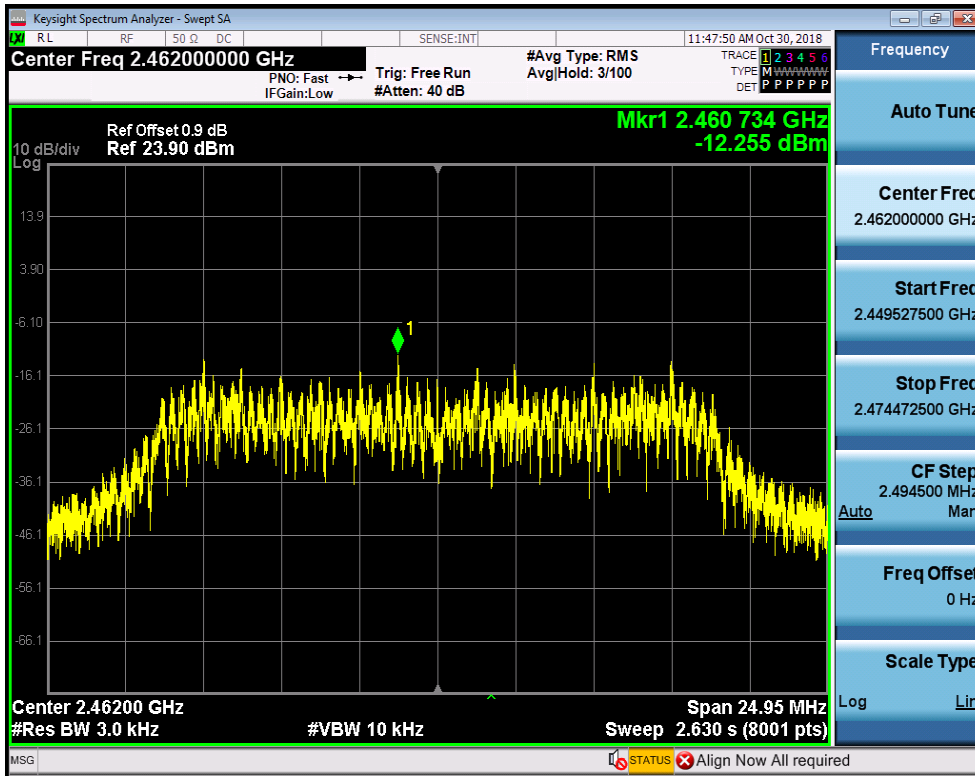 Keysight Spectrum Analyzer - Swept SA
LXI RL RF 50 Ω DC SENSE:INT 11:47:50 AM Oct 30, 2018
Center Freq 2.462000000 GHz
PNO: Fast
IFGain:Low
Trig: Free Run
#Atten: 40 dB
#Avg Type: RMS
Avg|Hold: 3/100
TRACE 1 2 3 4 5 6
TYPE M W W W W W
DET P P P P P P
Mkr1 2.460 734 GHz
-12.255 dBm
Ref Offset 0.9 dB
10 dB/div Ref 23.90 dBm
Log
1
13.9
3.90
-6.10
-16.1
-26.1
-36.1
-46.1
-56.1
-66.1
Center 2.46200 GHz Span 24.95 MHz
#Res BW 3.0 kHz #VBW 10 kHz Sweep 2.630 s (8001 pts)
MSG STATUS Align Now All required
Frequency
Auto Tune
Center Freq
2.462000000 GHz
Start Freq
2.449527500 GHz
Stop Freq
2.474472500 GHz
CF Step
2.494500 MHz
Auto Man
Freq Offset
0 Hz
Scale Type
Log Lin